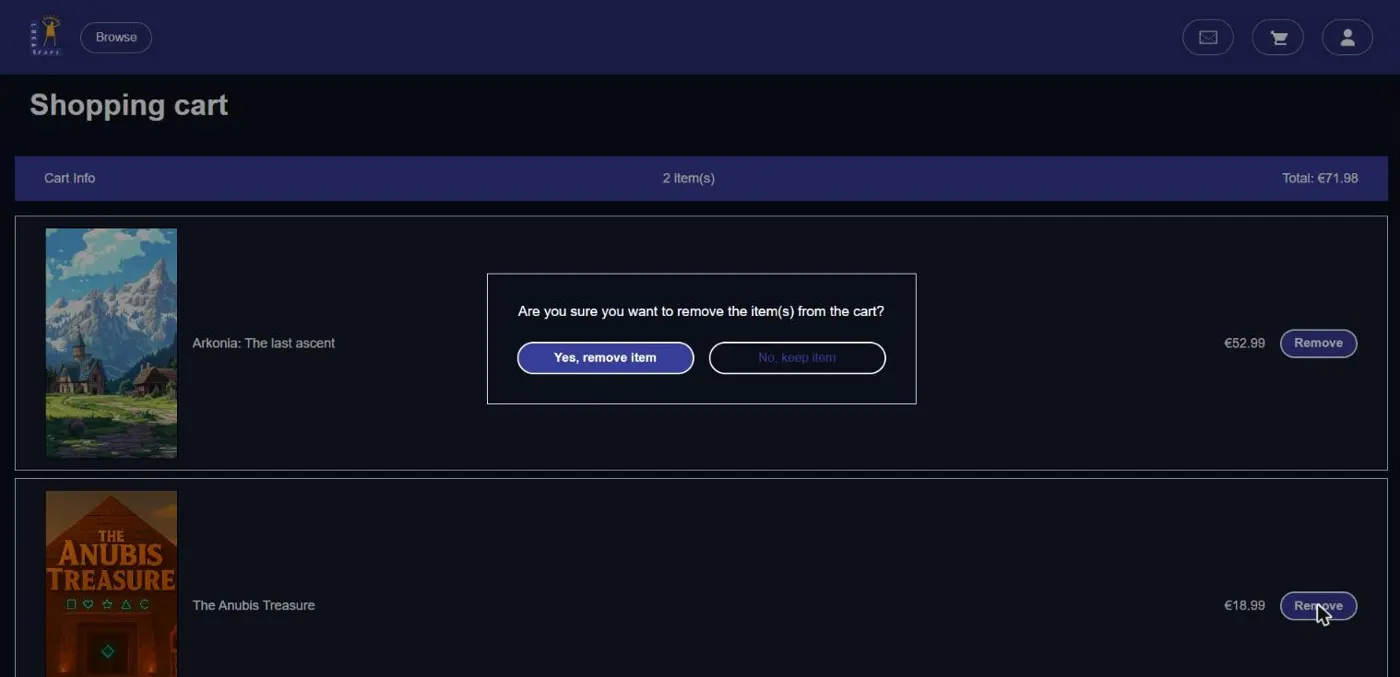 Browse
Shopping cart
Cart Info 2 item(s) Total: €71.98
Are you sure you want to remove the item(s) from the cart?
Yes, remove item No, keep item
Arkonia: The last ascent €52.99 Remove
THE
ANUBIS
TREASURE
The Anubis Treasure €18.99 Remove